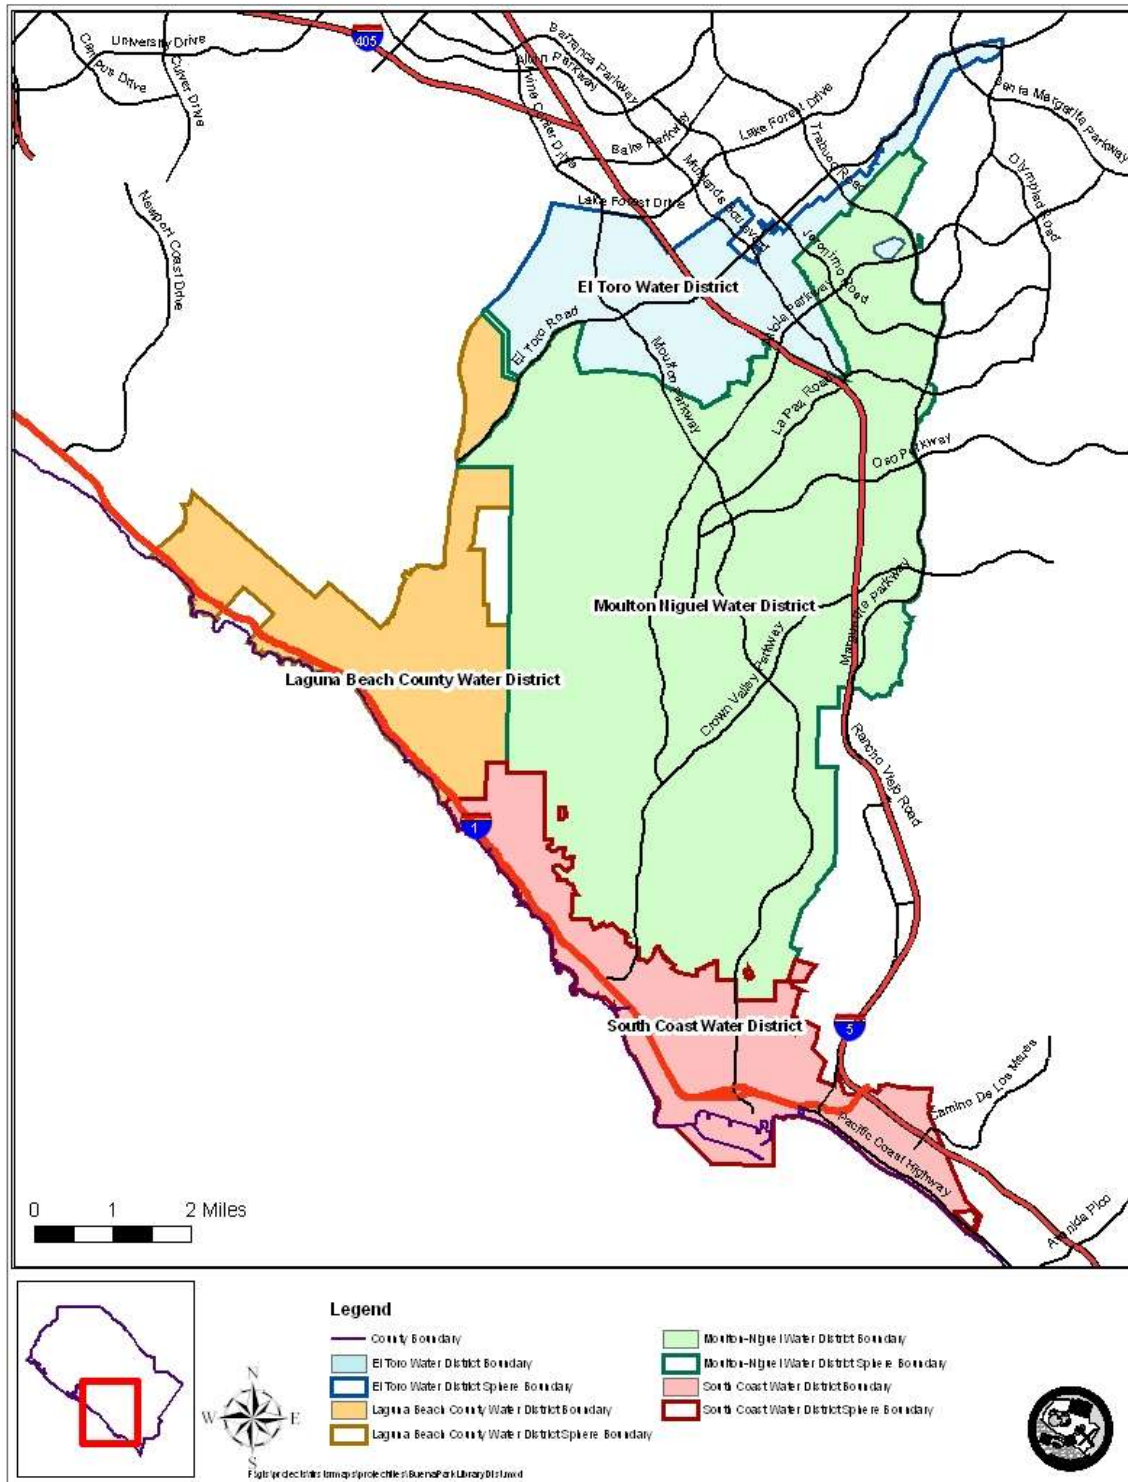 405
University Drive
Campus Drive
Culver Drive
Barranca Parkway
Alton Parkway
Irvine Center Drive
Bake Parkway
Lake Forest Drive
Trabuco Road
Santa Margarita Parkway
Olympiad Road
Newport Coast Drive
Lake Forest Drive
Muirlands Boulevard
Jeronimo Road
El Toro Water District
El Toro Road
Moulton Parkway
La Paz Road
Oso Parkway
Moulton Niguel Water District
Marguerite Parkway
Laguna Beach County Water District
Crown Valley Parkway
Rancho Viejo Road
1
South Coast Water District
5
Camino De Los Mares
Pacific Coast Highway
Avenida Pico
0 1 2 Miles
Legend
County Boundary
El Toro Water District Boundary
El Toro Water District Sphere Boundary
Laguna Beach County Water District Boundary
Laguna Beach County Water District Sphere Boundary
Moulton-Niguel Water District Boundary
Moulton-Niguel Water District Sphere Boundary
South Coast Water District Boundary
South Coast Water District Sphere Boundary
N
W E
S